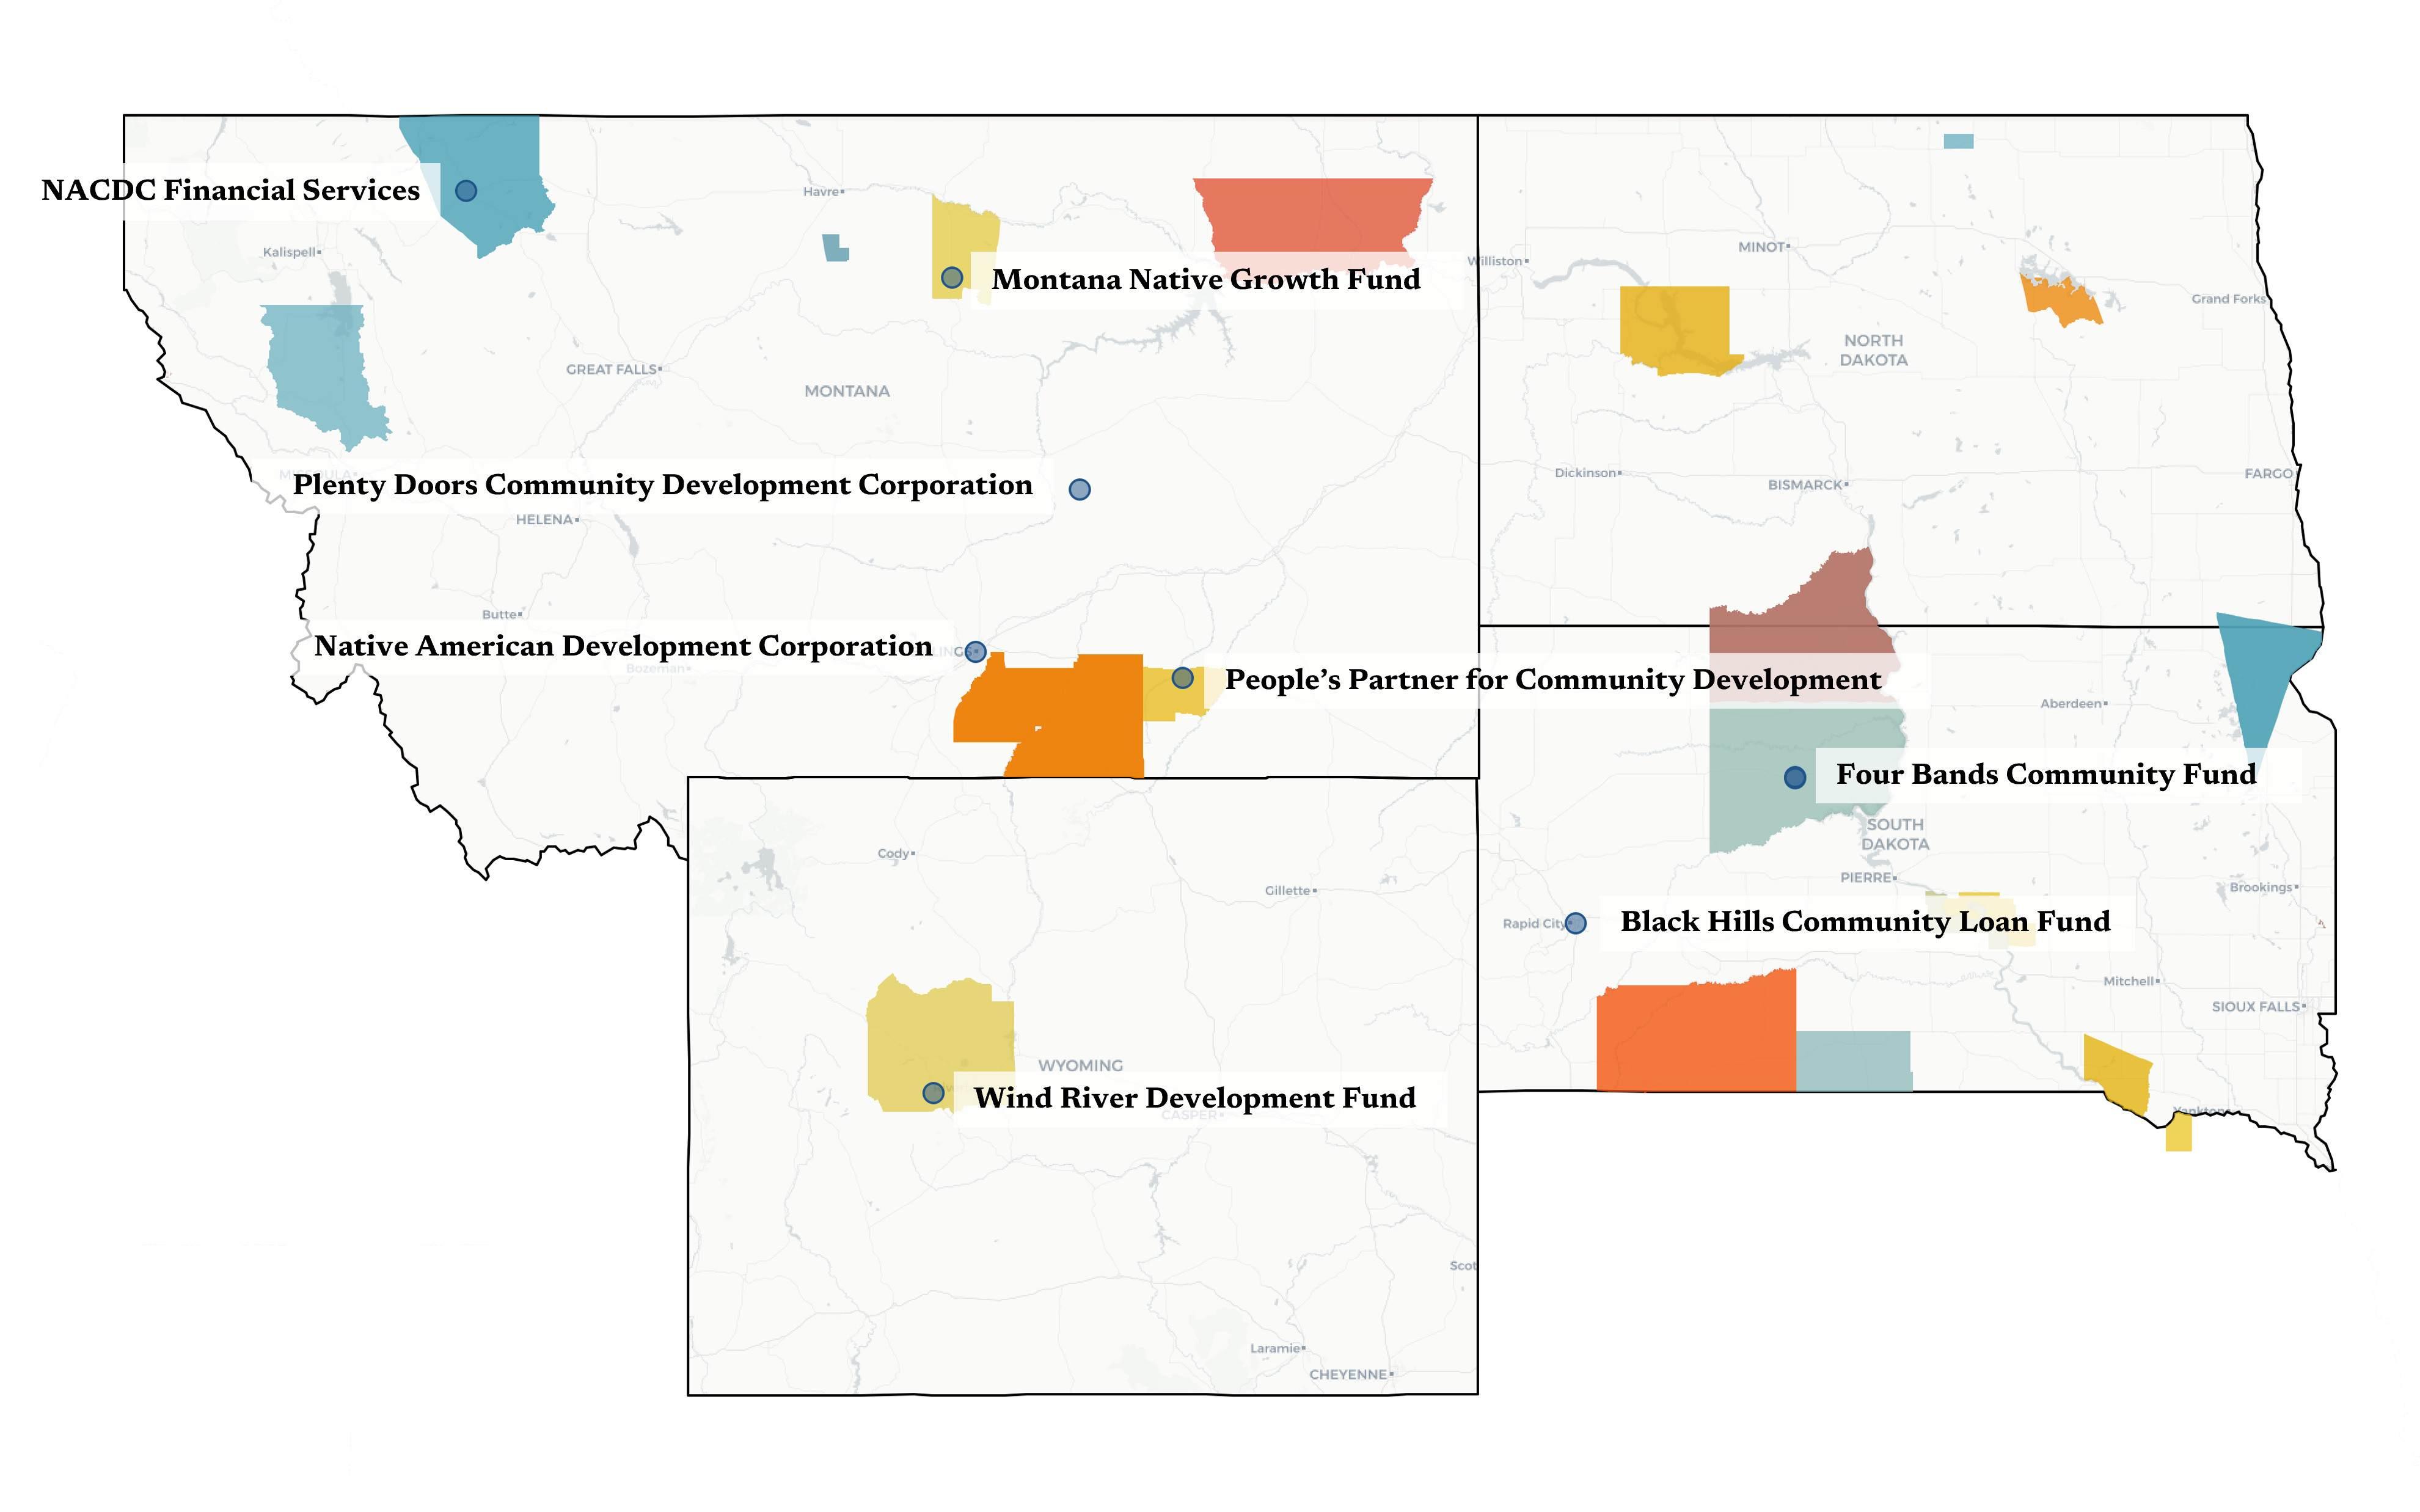 NACDC Financial Services
Havre
Kalispell
Montana Native Growth Fund
Williston
MINOT
Grand Forks
NORTH
DAKOTA
GREAT FALLS
MONTANA
MISSOULA
Plenty Doors Community Development Corporation
Dickinson
BISMARCK
FARGO
HELENA
Butte
Native American Development Corporation
Bozeman
People’s Partner for Community Development
Aberdeen
Four Bands Community Fund
SOUTH
DAKOTA
Cody
Gillette
PIERRE
Brookings
Rapid City
Black Hills Community Loan Fund
Mitchell
SIOUX FALLS
WYOMING
Wind River Development Fund
CASPER
Yankton
Laramie
CHEYENNE